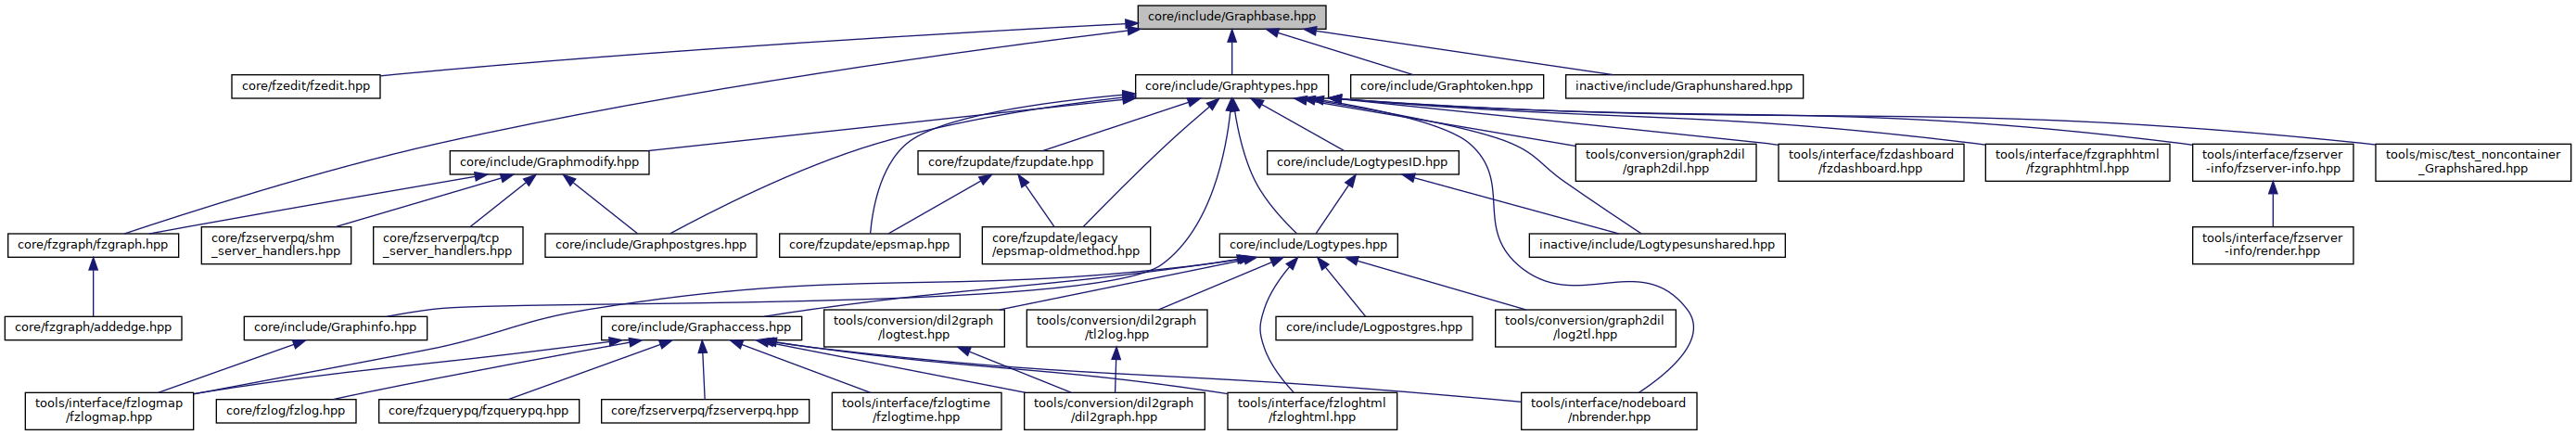 core/include/Graphbase.hpp
core/fzedit/fzedit.hpp
core/include/Graphtypes.hpp
core/include/Graphtoken.hpp
inactive/include/Graphunshared.hpp
core/include/Graphmodify.hpp
core/fzupdate/fzupdate.hpp
core/include/LogtypesID.hpp
tools/conversion/graph2dil
/graph2dil.hpp
tools/interface/fzdashboard
/fzdashboard.hpp
tools/interface/fzgraphhtml
/fzgraphhtml.hpp
tools/interface/fzserver
-info/fzserver-info.hpp
tools/misc/test_noncontainer
_Graphshared.hpp
core/fzgraph/fzgraph.hpp
core/fzserverpq/shm
_server_handlers.hpp
core/fzserverpq/tcp
_server_handlers.hpp
core/include/Graphpostgres.hpp
core/fzupdate/epsmap.hpp
core/fzupdate/legacy
/epsmap-oldmethod.hpp
core/include/Logtypes.hpp
inactive/include/Logtypesunshared.hpp
tools/interface/fzserver
-info/render.hpp
core/fzgraph/addedge.hpp
core/include/Graphinfo.hpp
core/include/Graphaccess.hpp
tools/conversion/dil2graph
/logtest.hpp
tools/conversion/dil2graph
/tl2log.hpp
core/include/Logpostgres.hpp
tools/conversion/graph2dil
/log2tl.hpp
tools/interface/fzlogmap
/fzlogmap.hpp
core/fzlog/fzlog.hpp
core/fzquerypq/fzquerypq.hpp
core/fzserverpq/fzserverpq.hpp
tools/interface/fzlogtime
/fzlogtime.hpp
tools/conversion/dil2graph
/dil2graph.hpp
tools/interface/fzloghtml
/fzloghtml.hpp
tools/interface/nodeboard
/nbrender.hpp